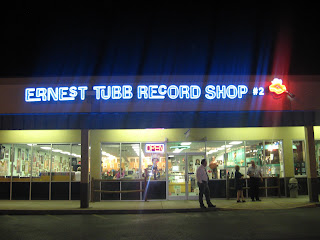 ERNEST TUBB RECORD SHOP #2
OPEN